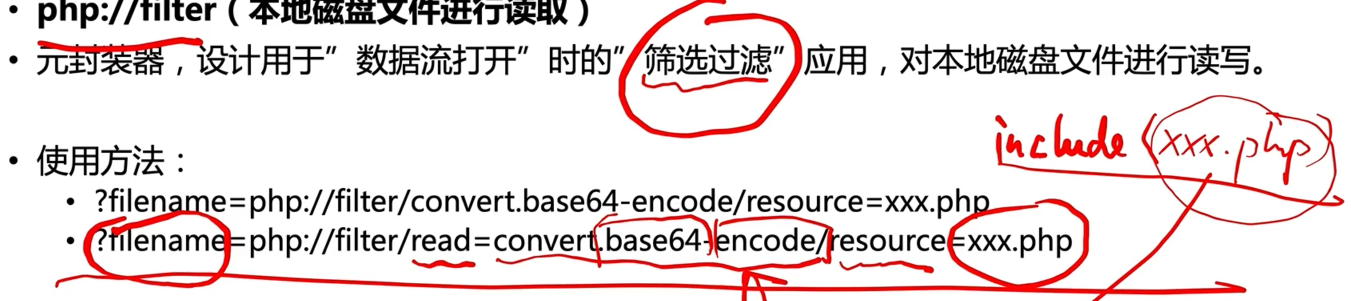 • php://filter（本地磁盘文件进行读取）
• 元封装器，设计用于”数据流打开”时的”筛选过滤”应用，对本地磁盘文件进行读写。
include (xxx.php)
• 使用方法：
• ?filename=php://filter/convert.base64-encode/resource=xxx.php
• ?filename=php://filter/read=convert.base64-encode/resource=xxx.php